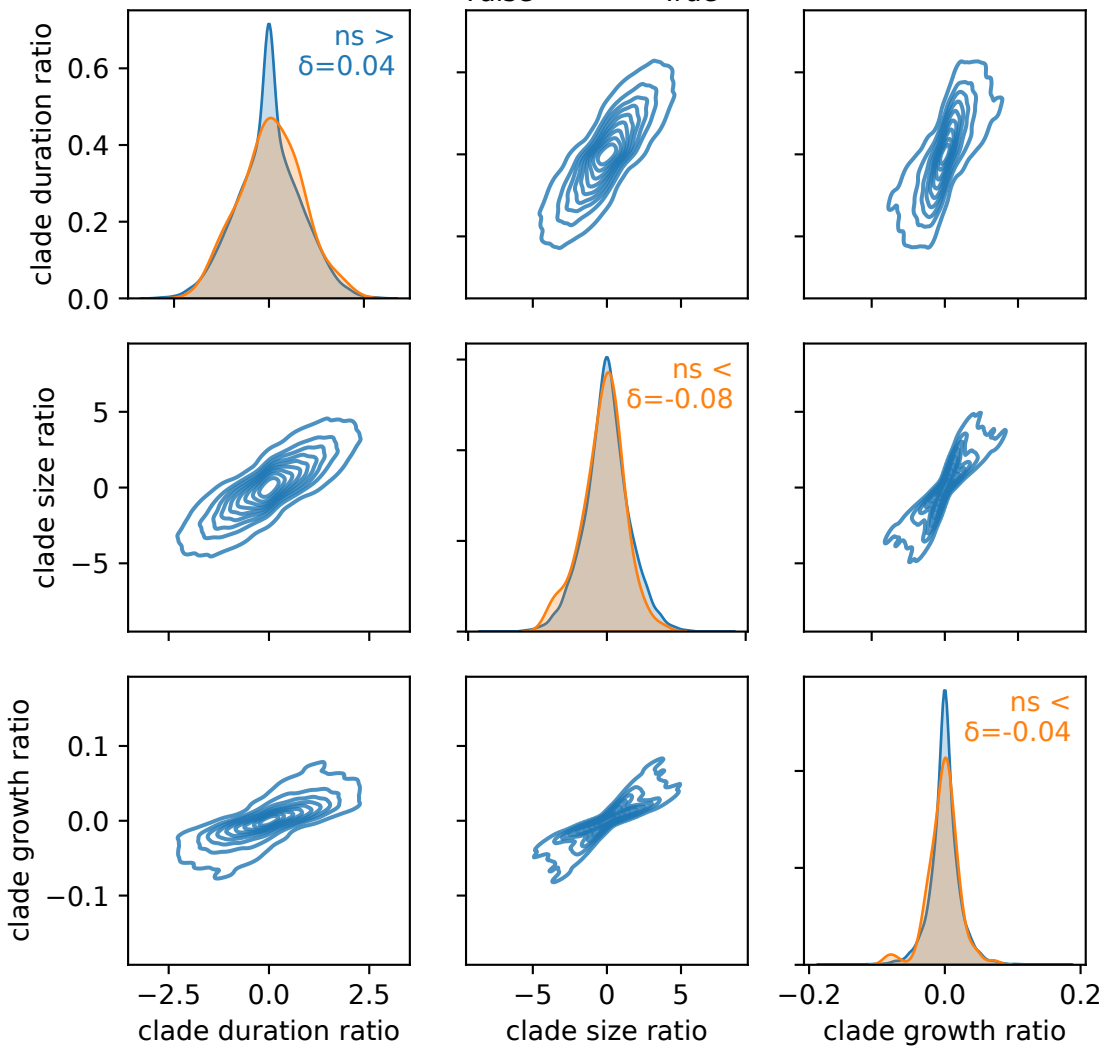 ns >
δ=0.04
clade duration ratio
0.6
0.4
0.2
0.0
ns <
δ=-0.08
clade size ratio
5
0
−5
ns <
δ=-0.04
clade growth ratio
0.1
0.0
−0.1
−2.5 0.0 2.5
−5 0 5
−0.2 0.0 0.2
clade duration ratio
clade size ratio
clade growth ratio